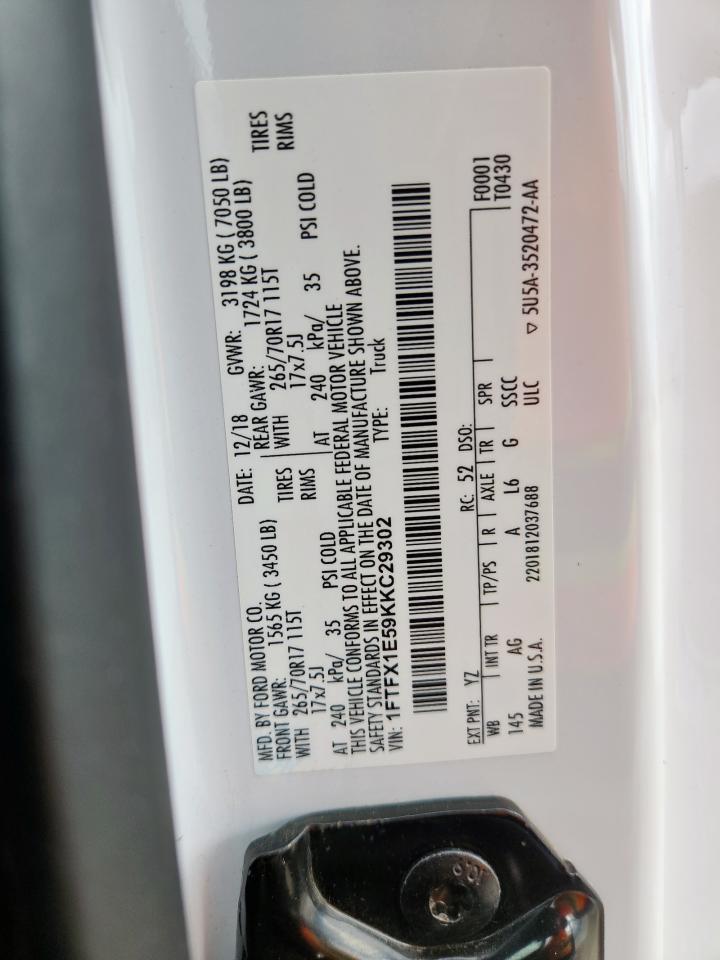 MFD. BY FORD MOTOR CO.
DATE: 12/18 GVWR: 3198 KG ( 7050 LB)
FRONT GAWR: 1565 KG ( 3450 LB)
REAR GAWR: 1724 KG ( 3800 LB)
WITH 265/70R17 115T TIRES
WITH 265/70R17 115T TIRES
17x7.5J RIMS
17x7.5J RIMS
AT 240 kPa/ 35 PSI COLD
AT 240 kPa/ 35 PSI COLD
THIS VEHICLE CONFORMS TO ALL APPLICABLE FEDERAL MOTOR VEHICLE
SAFETY STANDARDS IN EFFECT ON THE DATE OF MANUFACTURE SHOWN ABOVE.
VIN: 1FTFX1E59KKC29302 TYPE: Truck
EXT PNT: YZ RC: 52 DSO: F0001
WB INT TR TP/PS R AXLE TR SPR T0430
145 AG A L6 G SSCC
MADE IN U.S.A. 2201812037688 ULC ▽ 5U5A-3520472-AA